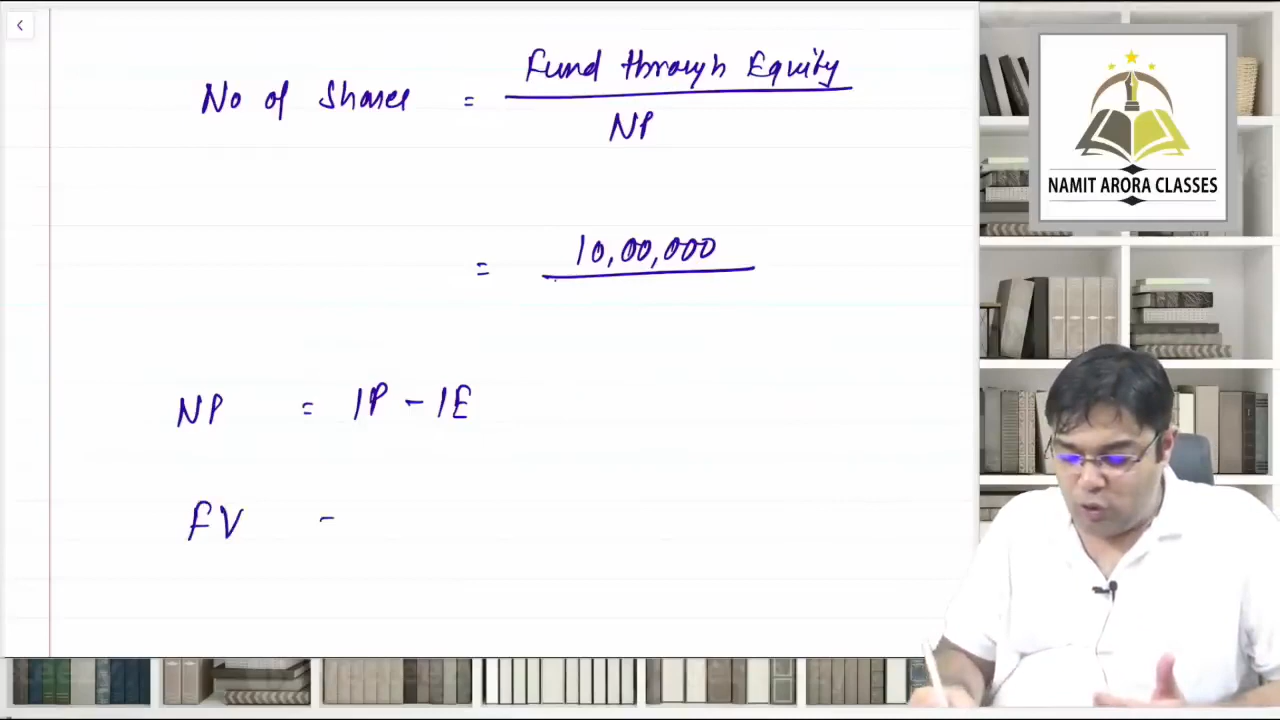 No of Shares = Fund through Equity
NP
= 10,00,000
NP = IP - IE
FV =
NAMIT ARORA CLASSES